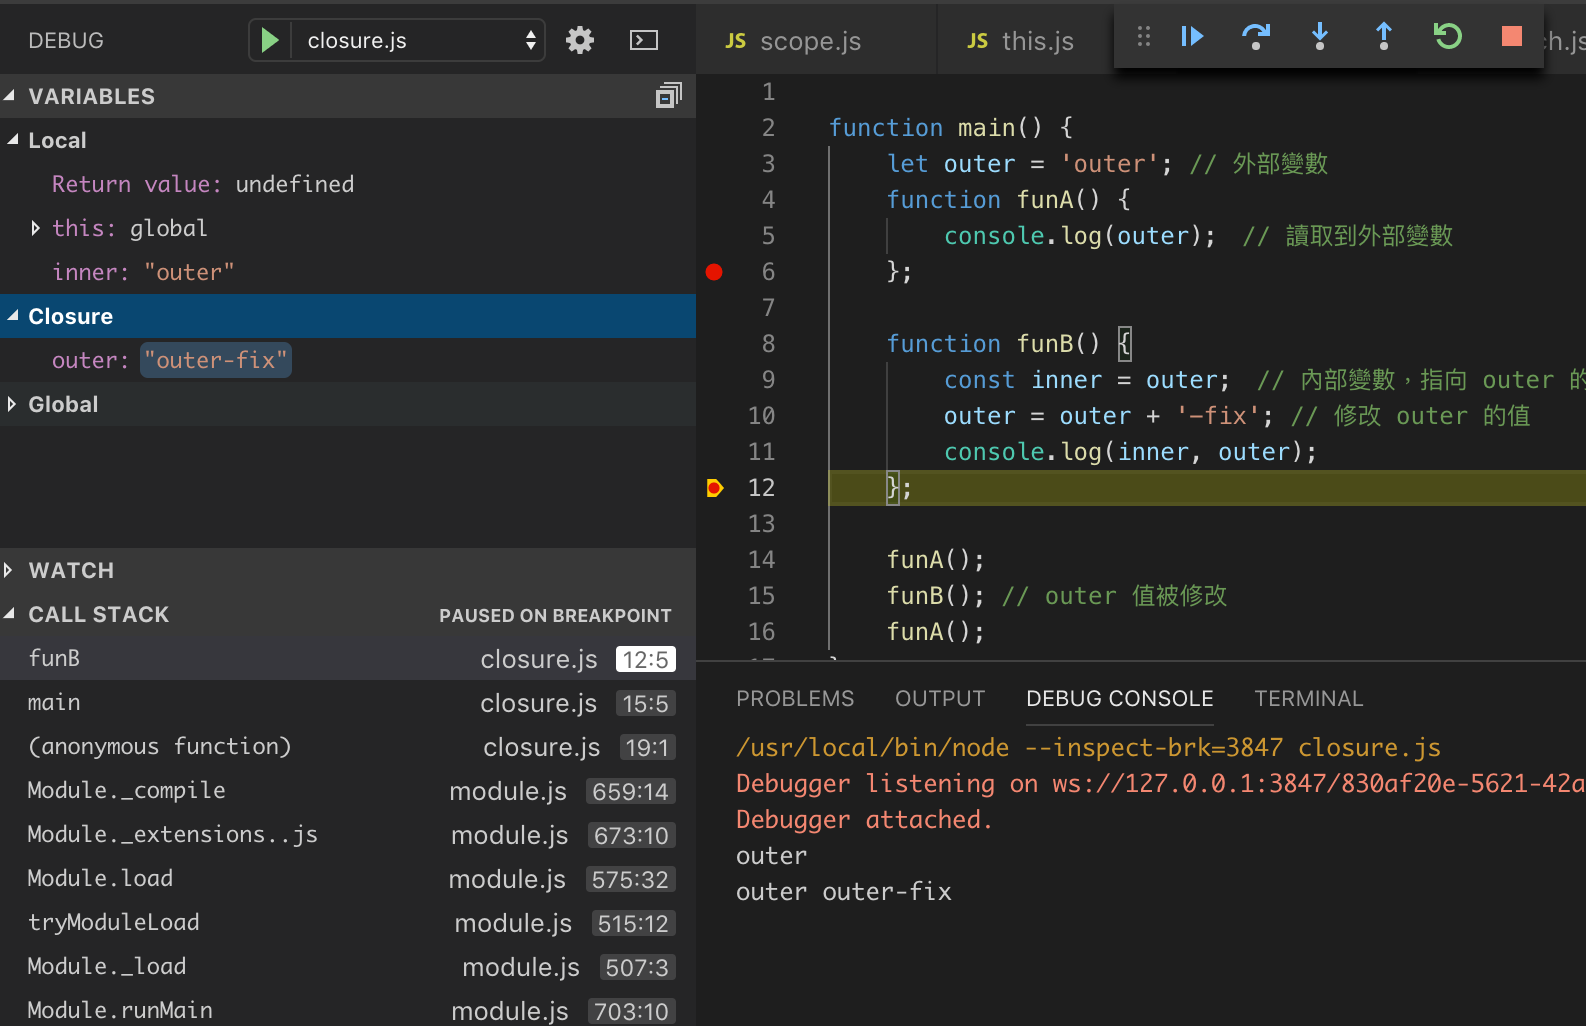 DEBUG
closure.js
VARIABLES
Local
Return value: undefined
this: global
inner: "outer"
Closure
outer: "outer-fix"
Global
WATCH
CALL STACK PAUSED ON BREAKPOINT
funB closure.js 12:5
main closure.js 15:5
(anonymous function) closure.js 19:1
Module._compile module.js 659:14
Module._extensions..js module.js 673:10
Module.load module.js 575:32
tryModuleLoad module.js 515:12
Module._load module.js 507:3
Module.runMain module.js 703:10
JS scope.js JS this.js h.js
1
2 function main() {
3 let outer = 'outer'; // 外部變數
4 function funA() {
5 console.log(outer); // 讀取到外部變數
6 };
7
8 function funB() {
9 const inner = outer; // 內部變數，指向 outer 的
10 outer = outer + '-fix'; // 修改 outer 的值
11 console.log(inner, outer);
12 };
13
14 funA();
15 funB(); // outer 值被修改
16 funA();
PROBLEMS OUTPUT DEBUG CONSOLE TERMINAL
/usr/local/bin/node --inspect-brk=3847 closure.js
Debugger listening on ws://127.0.0.1:3847/830af20e-5621-42a
Debugger attached.
outer
outer outer-fix